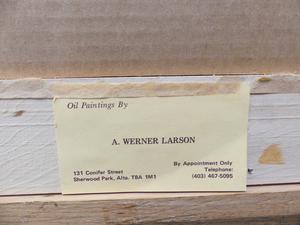 Oil Paintings By
A. WERNER LARSON
By Appointment Only
131 Conifer Street
Telephone:
Sherwood Park, Alta. T8A 1M1
(403) 467-5095